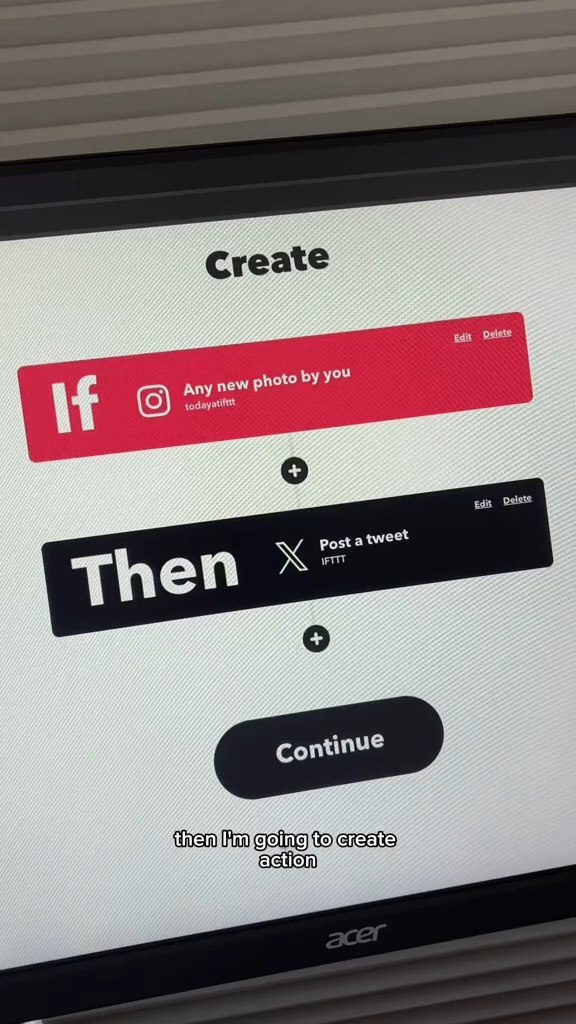 Create
Edit Delete
If
Any new photo by you
todayatifttt
Edit Delete
Then
X
Post a tweet
IFTTT
Continue
then I'm going to create
action
acer